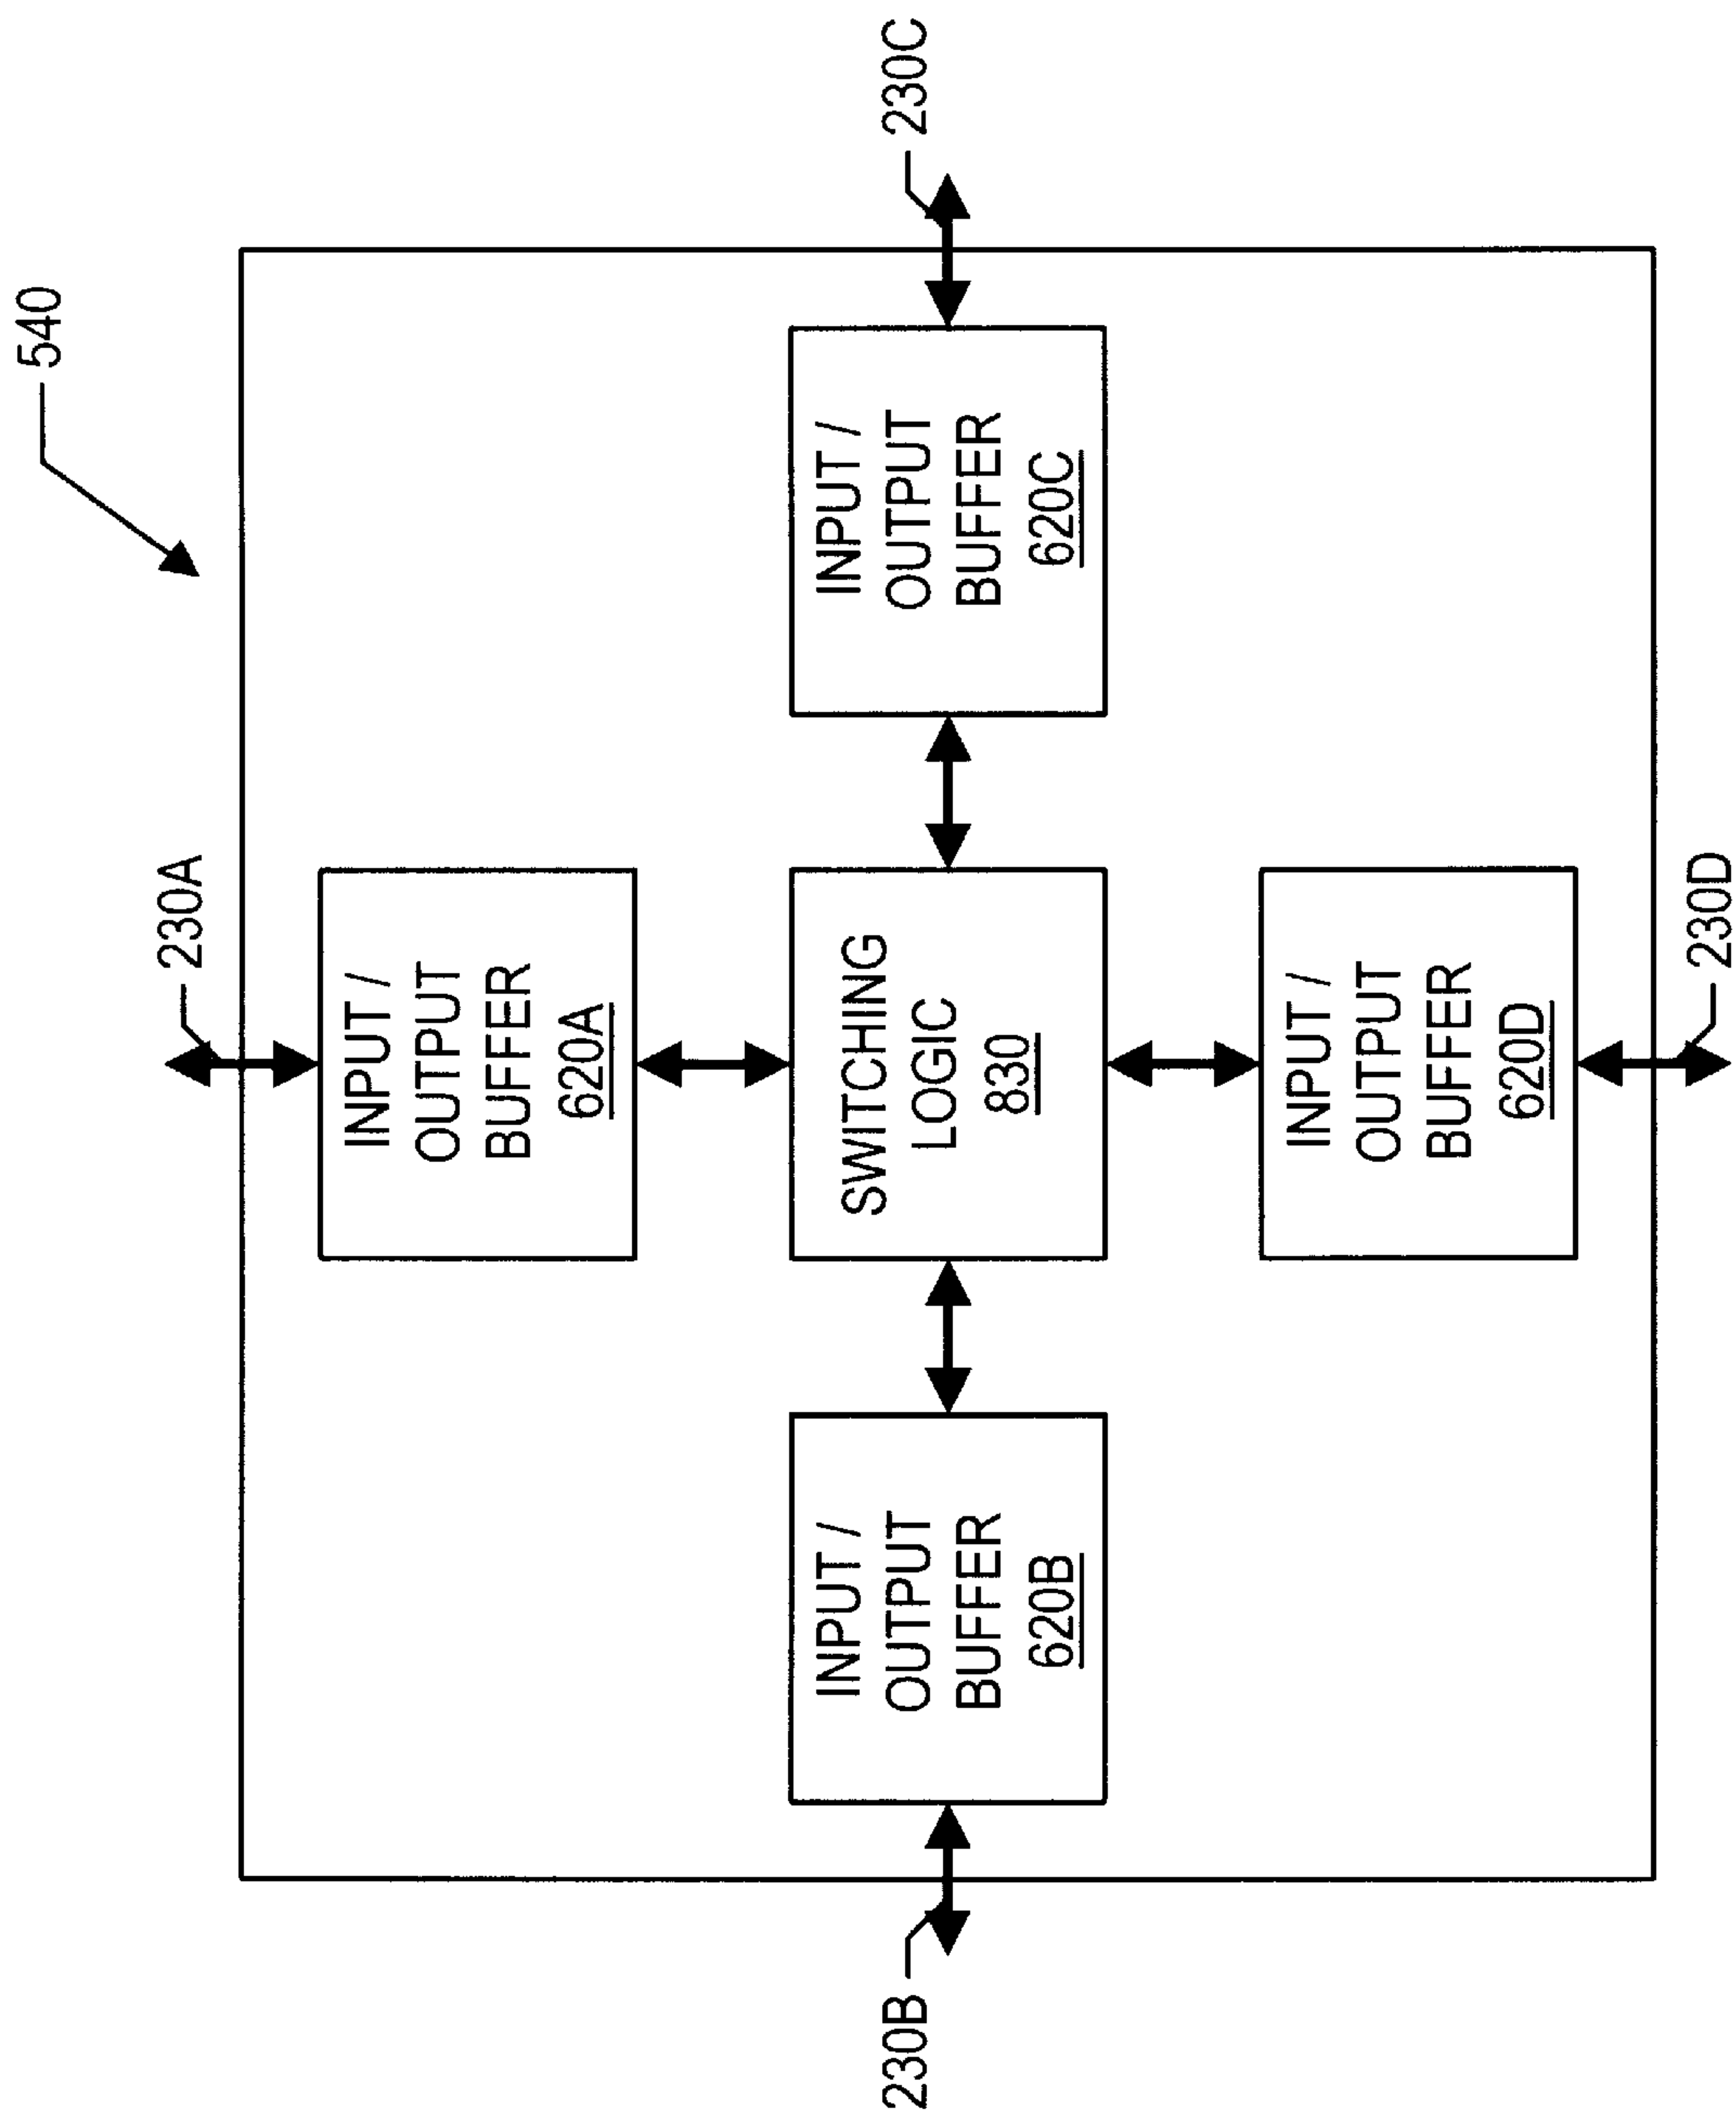 540
230A
INPUT /
OUTPUT
BUFFER
620A
230B
INPUT /
OUTPUT
BUFFER
620B
SWITCHING
LOGIC
830
INPUT /
OUTPUT
BUFFER
620C
230C
INPUT /
OUTPUT
BUFFER
620D
230D